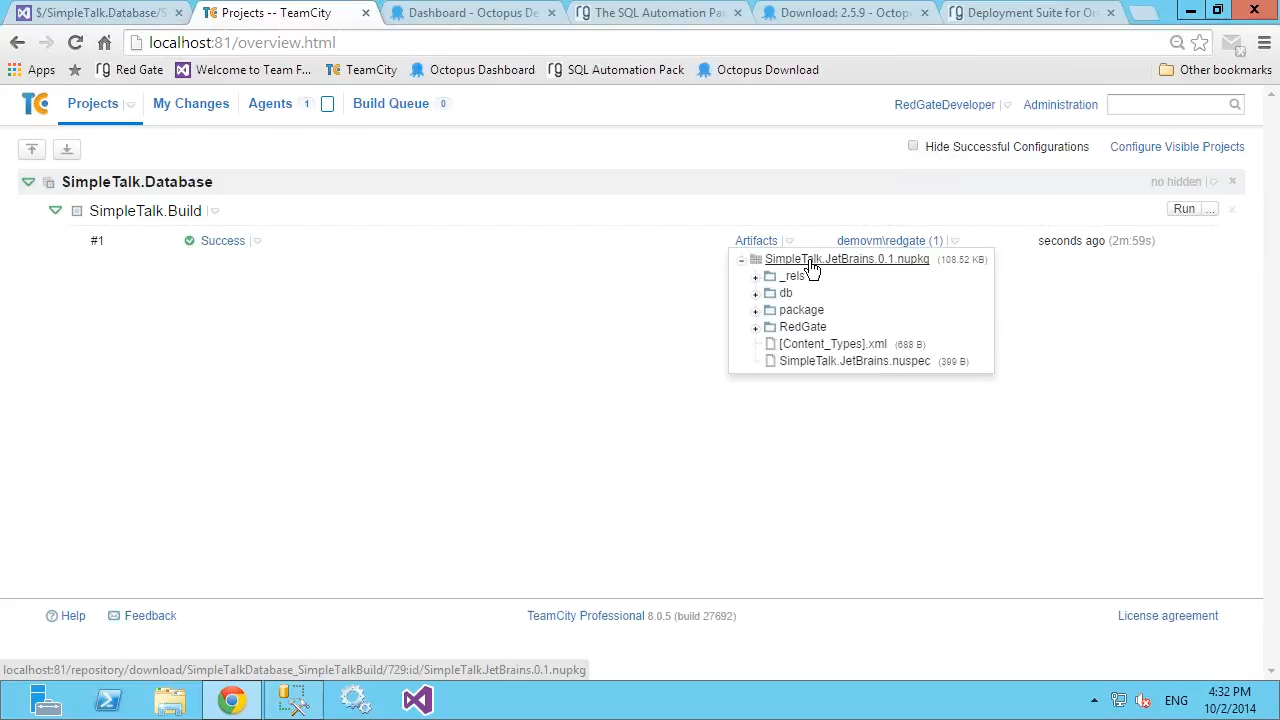 $/SimpleTalk.Database/S
Projects -- TeamCity
Dashboard - Octopus De
The SQL Automation Pa
Download: 2.5.9 - Octop
Deployment Suite for Or
localhost:81/overview.html
Apps
Red Gate
Welcome to Team F...
TeamCity
Octopus Dashboard
SQL Automation Pack
Octopus Download
Other bookmarks
TC
Projects
My Changes
Agents 1
Build Queue 0
RedGateDeveloper
Administration
Hide Successful Configurations
Configure Visible Projects
SimpleTalk.Database
no hidden
SimpleTalk.Build
Run ...
#1
Success
Artifacts
demovm\redgate (1)
seconds ago (2m:59s)
SimpleTalk.JetBrains.0.1.nupkg (108.52 KB)
_rels
db
package
RedGate
[Content_Types].xml (688 B)
SimpleTalk.JetBrains.nuspec (399 B)
Help
Feedback
TeamCity Professional 8.0.5 (build 27692)
License agreement
localhost:81/repository/download/SimpleTalkDatabase_SimpleTalkBuild/729:id/SimpleTalk.JetBrains.0.1.nupkg
ENG
4:32 PM
10/2/2014